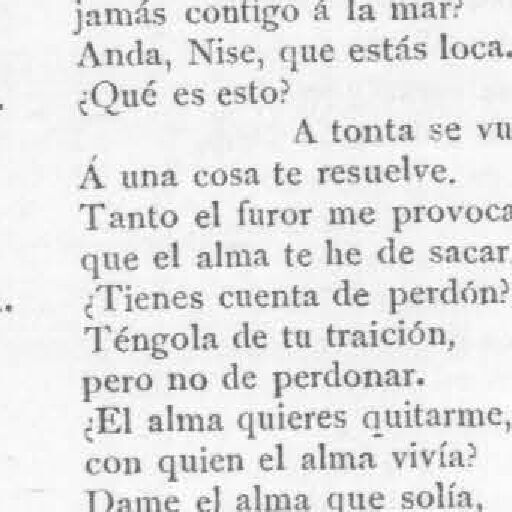 jamás contigo á la mar?
Anda, Nise, que estás loca.
¿Qué es esto?
A tonta se vu
Á una cosa te resuelve.
Tanto el furor me provoca
que el alma te he de sacar.
¿Tienes cuenta de perdón?
Téngola de tu traición,
pero no de perdonar.
¿El alma quieres quitarme,
con quien el alma vivía?
Dame el alma que solía,